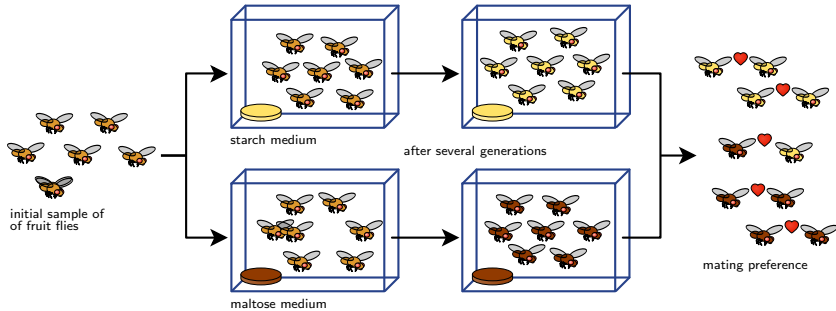 starch medium
after several generations
initial sample of
of fruit flies
mating preference
maltose medium